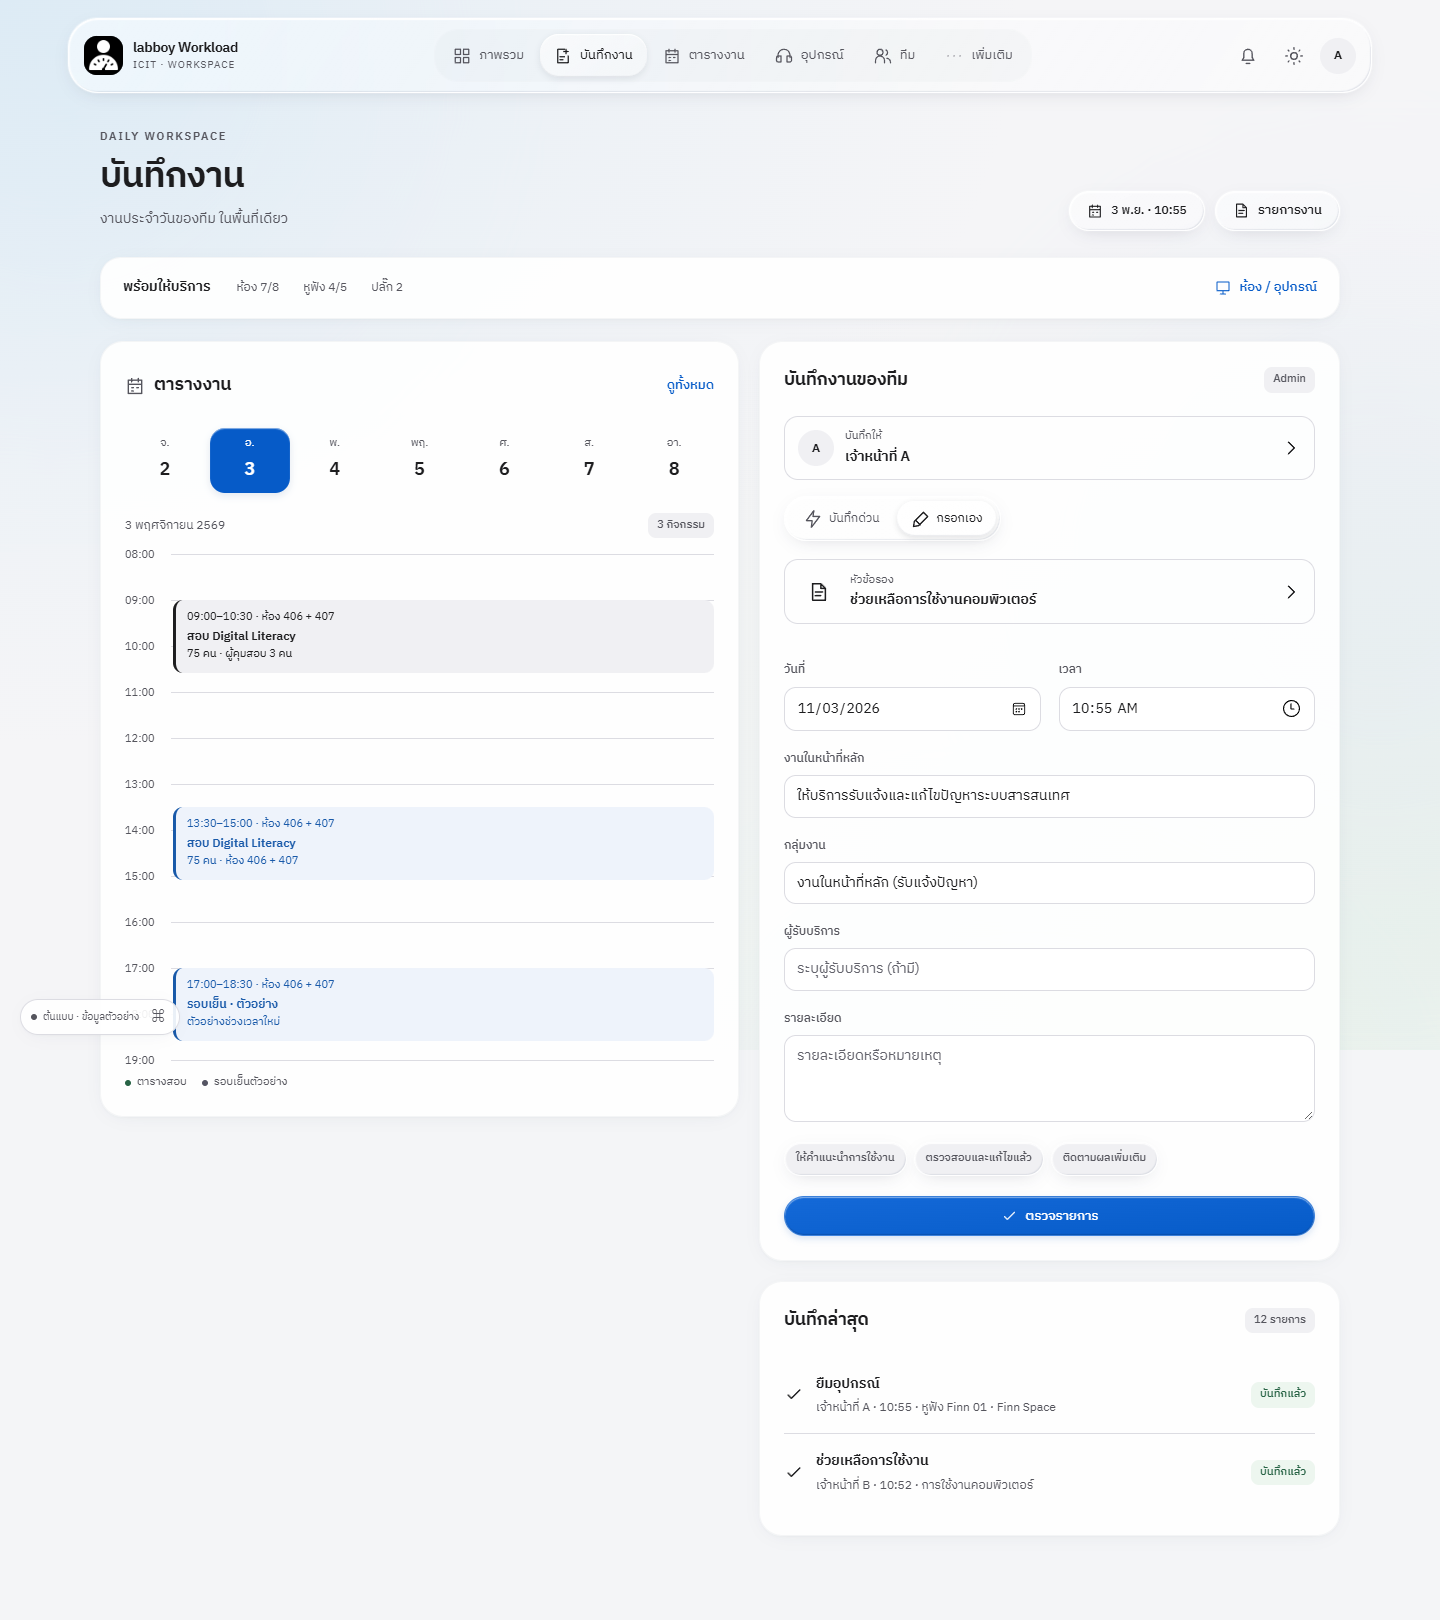 labboy Workload
ICIT · WORKSPACE
ภาพรวม
บันทึกงาน
ตารางงาน
อุปกรณ์
ทีม
··· เพิ่มเติม
A
DAILY WORKSPACE
บันทึกงาน
งานประจำวันของทีม ในพื้นที่เดียว
3 พ.ย. · 10:55
รายการงาน
พร้อมให้บริการ
ห้อง 7/8
หูฟัง 4/5
ปลั๊ก 2
ห้อง / อุปกรณ์
ตารางงาน
ดูทั้งหมด
จ. อ. พ. พฤ. ศ. ส. อา.
2 3 4 5 6 7 8
3 พฤศจิกายน 2569
3 กิจกรรม
08:00
09:00
09:00–10:30 · ห้อง 406 + 407
สอบ Digital Literacy
10:00
75 คน · ผู้คุมสอบ 3 คน
11:00
12:00
13:00
13:30–15:00 · ห้อง 406 + 407
14:00
สอบ Digital Literacy
75 คน · ห้อง 406 + 407
15:00
16:00
17:00
17:00–18:30 · ห้อง 406 + 407
รอบเย็น · ตัวอย่าง
ตัวอย่างช่วงเวลาใหม่
ต้นแบบ · ข้อมูลตัวอย่าง ⌘
19:00
ตารางสอบ
รอบเย็นตัวอย่าง
บันทึกงานของทีม
Admin
A
บันทึกให้
เจ้าหน้าที่ A
บันทึกด่วน
กรอกเอง
หัวข้อรอง
ช่วยเหลือการใช้งานคอมพิวเตอร์
วันที่
เวลา
11/03/2026
10:55 AM
งานในหน้าที่หลัก
ให้บริการรับแจ้งและแก้ไขปัญหาระบบสารสนเทศ
กลุ่มงาน
งานในหน้าที่หลัก (รับแจ้งปัญหา)
ผู้รับบริการ
ระบุผู้รับบริการ (ถ้ามี)
รายละเอียด
รายละเอียดหรือหมายเหตุ
ให้คำแนะนำการใช้งาน
ตรวจสอบและแก้ไขแล้ว
ติดตามผลเพิ่มเติม
ตรวจรายการ
บันทึกล่าสุด
12 รายการ
ยืมอุปกรณ์
เจ้าหน้าที่ A · 10:55 · หูฟัง Finn 01 · Finn Space
บันทึกแล้ว
ช่วยเหลือการใช้งาน
เจ้าหน้าที่ B · 10:52 · การใช้งานคอมพิวเตอร์
บันทึกแล้ว